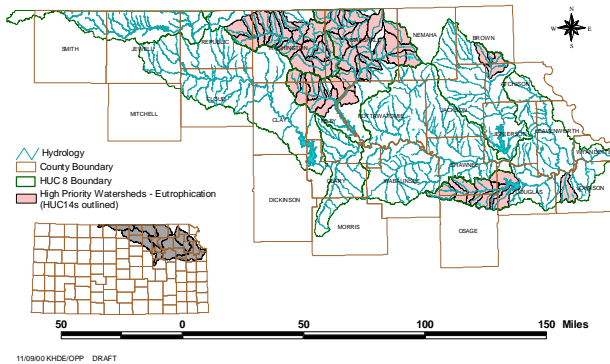 N
W E
S
SMITH
JEWELL
REPUBLIC
WASHINGTON
NEMAHA
BROWN
ATCHISON
MITCHELL
CLOUD
CLAY
RILEY
POTTAWATOMIE
JACKSON
JEFFERSON
LEAVENWORTH
WYANDOTTE
SHAWNEE
GEARY
WABAUNSEE
DOUGLAS
JOHNSON
DICKINSON
MORRIS
OSAGE
Hydrology
County Boundary
HUC 8 Boundary
High Priority Watersheds - Eutrophication
(HUC14s outlined)
50 0 50 100 150 Miles
11/09/00 KHDE/OPP DRAFT